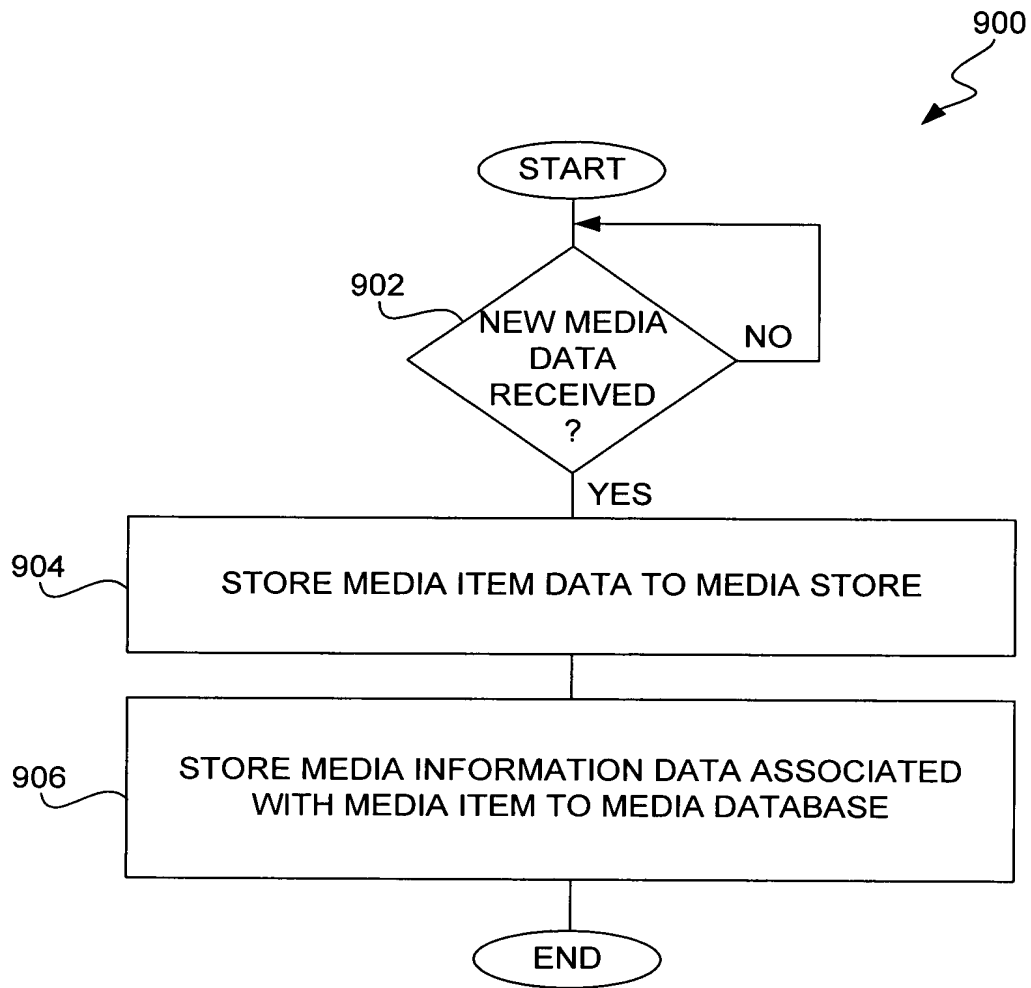 900
START
902
NEW MEDIA
DATA
RECEIVED
?
NO
YES
904
STORE MEDIA ITEM DATA TO MEDIA STORE
906
STORE MEDIA INFORMATION DATA ASSOCIATED
WITH MEDIA ITEM TO MEDIA DATABASE
END